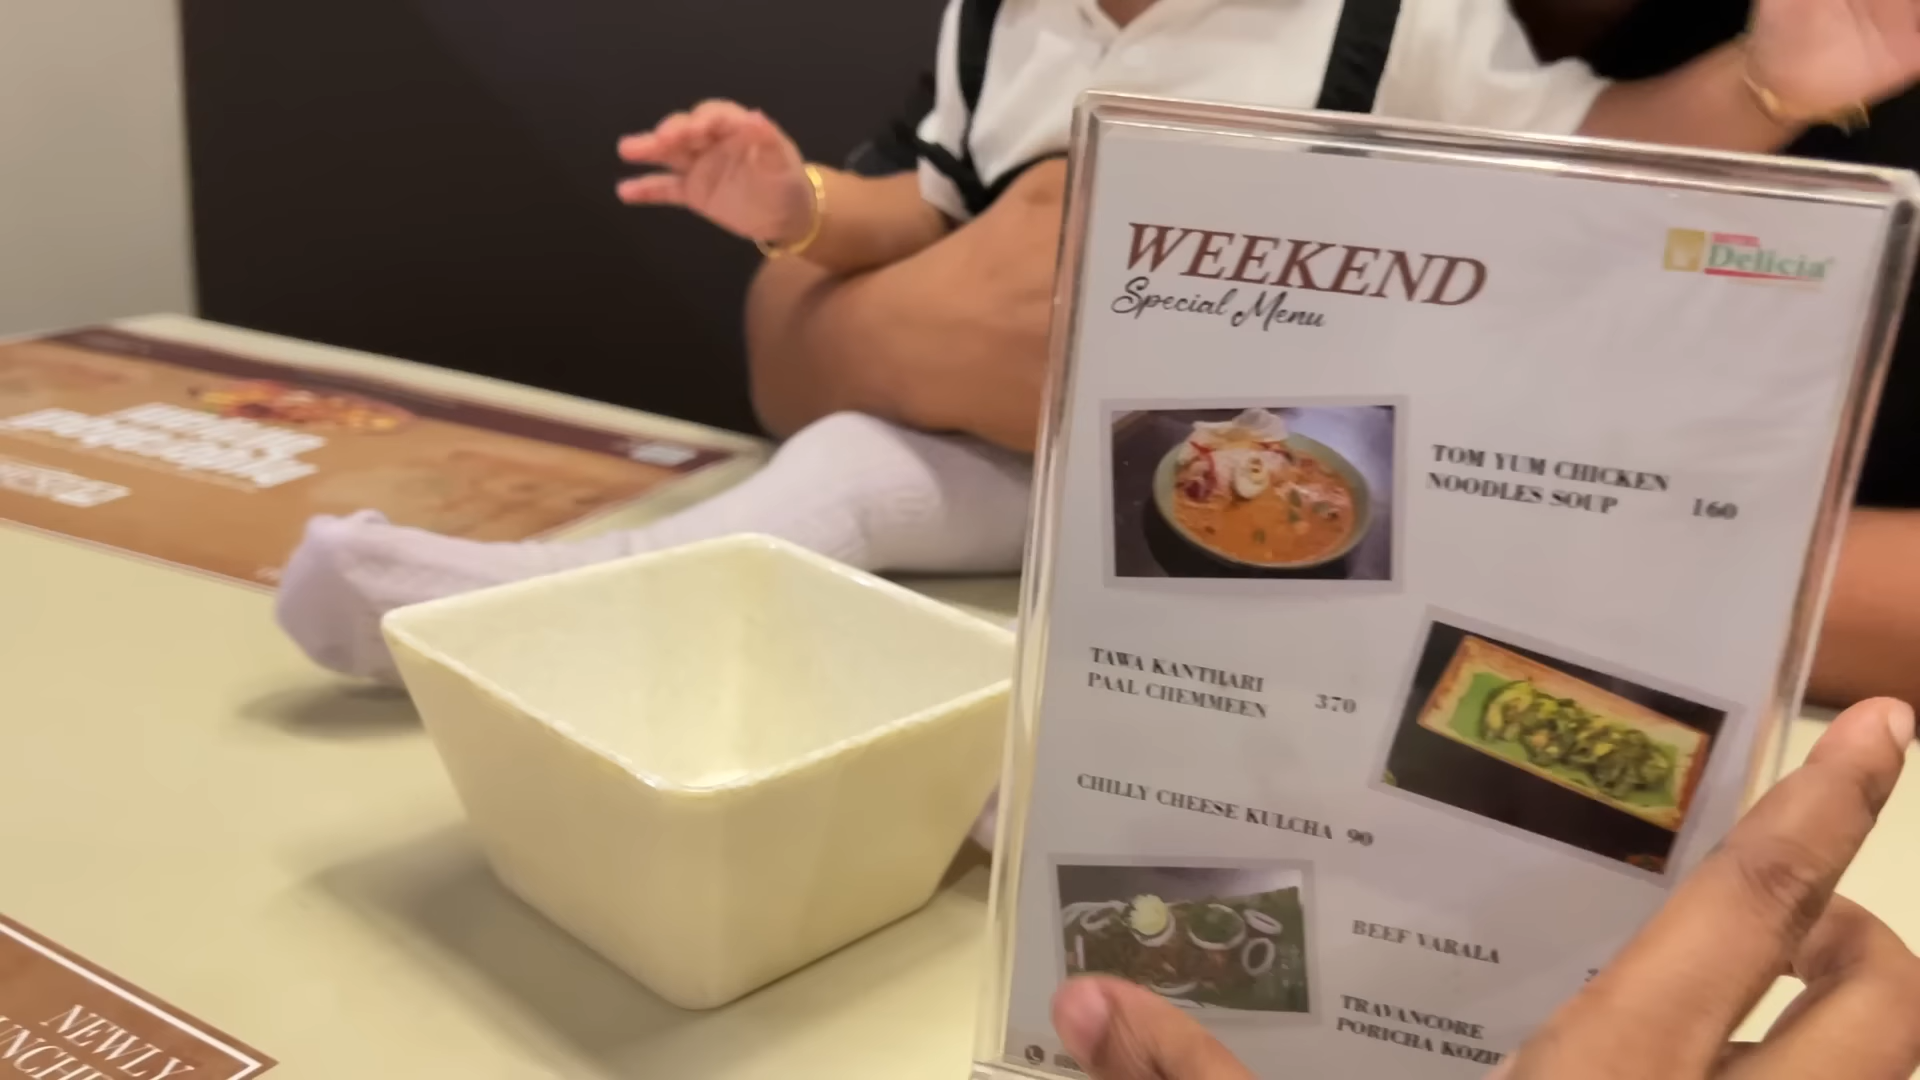 WEEKEND
Special Menu
Delicia
TOM YUM CHICKEN
NOODLES SOUP 160
TAWA KANTHARI
PAAL CHEMMEEN 370
CHILLY CHEESE KULCHA 90
BEEF VARALA
TRAVANCORE
PORICHA
NEWLY